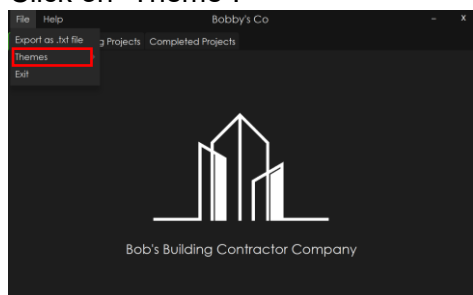 Click on "Theme".
File Help Bobby's Co - x
Export as .txt file g Projects Completed Projects
Themes
Exit
Bob's Building Contractor Company